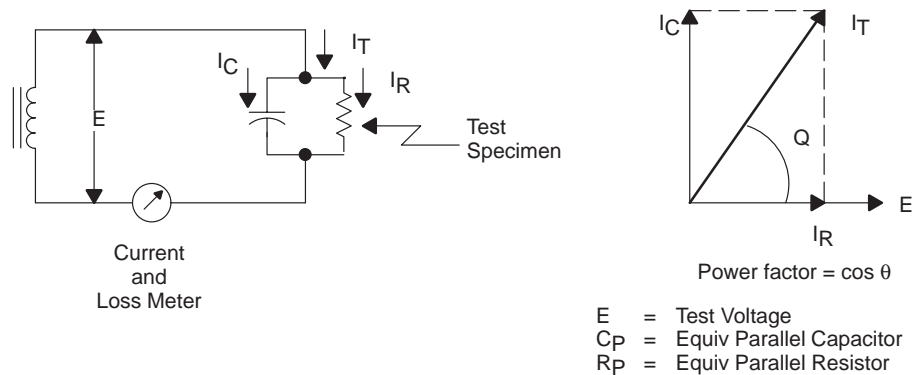 E
I_C
I_T
I_R
Test
Specimen
Current
and
Loss Meter
I_C
I_T
Q
E
I_R
Power factor = cos θ
E = Test Voltage
C_P = Equiv Parallel Capacitor
R_P = Equiv Parallel Resistor